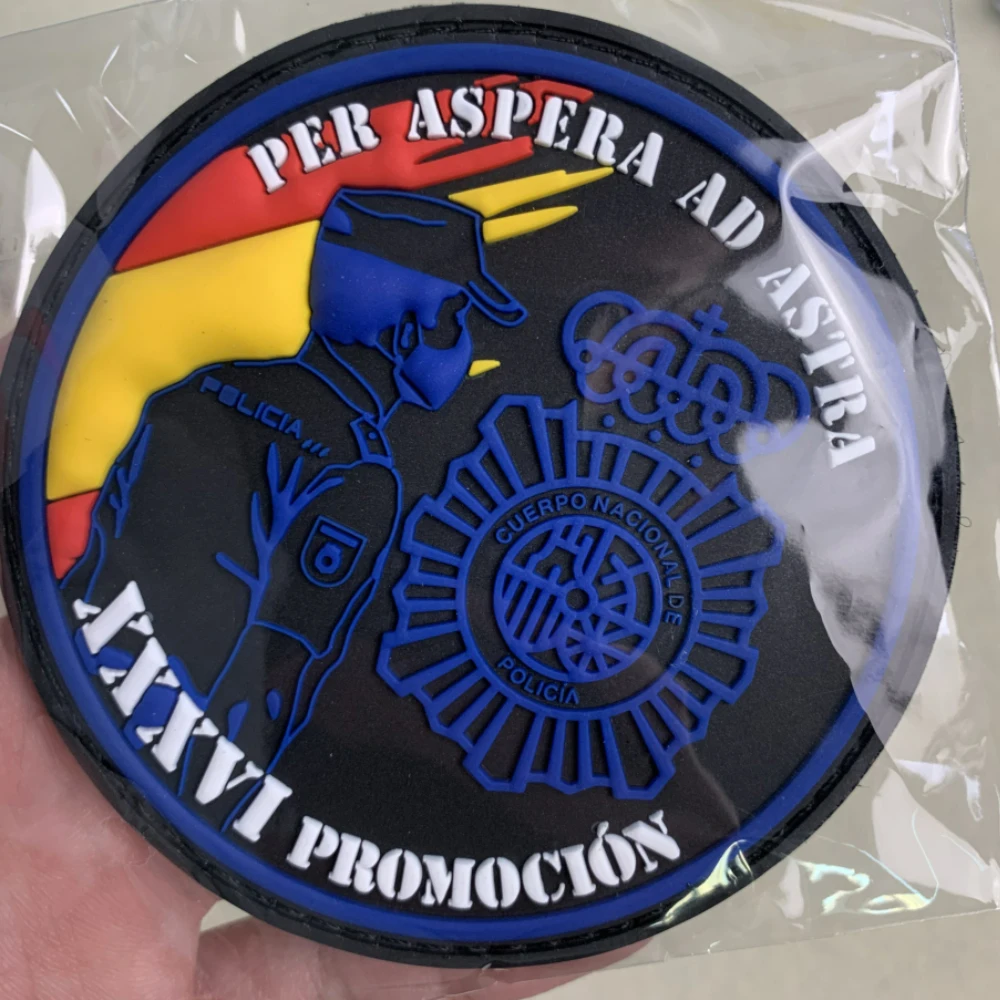 PER ASPERA AD ASTRA
POLICIA
CUERPO NACIONAL DE
POLICÍA
XXXVI PROMOCIÓN